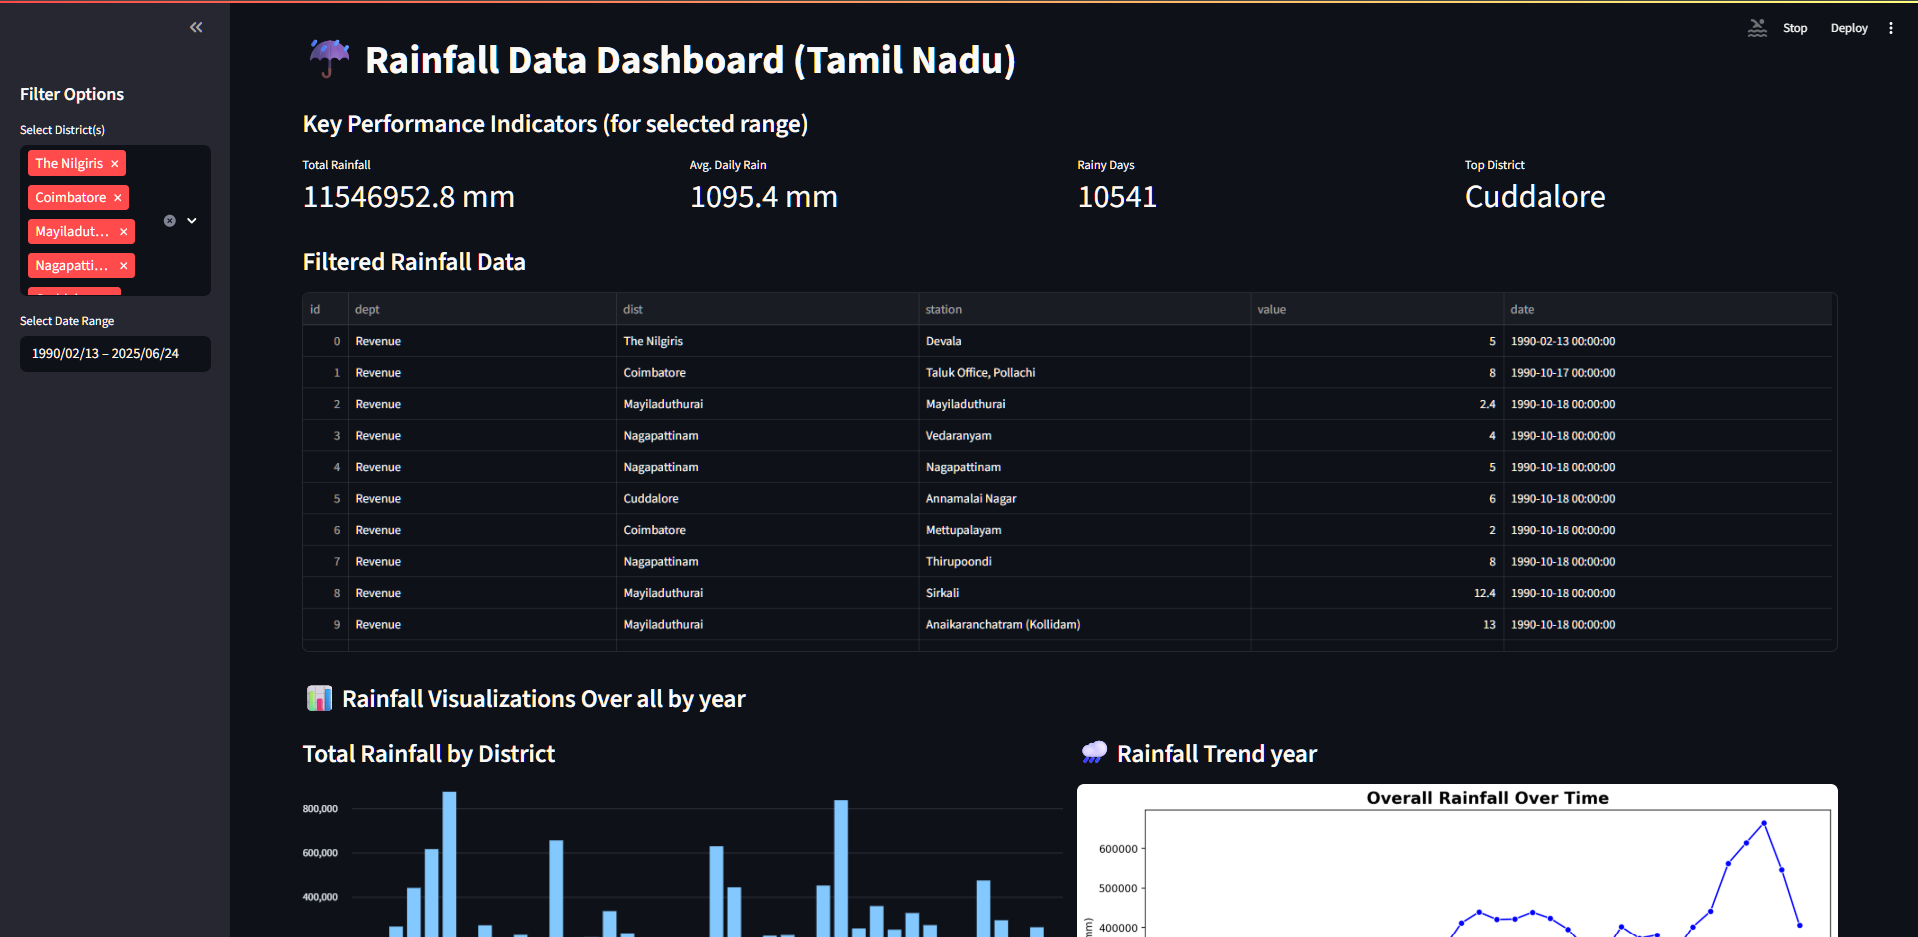 Stop
Deploy
Rainfall Data Dashboard (Tamil Nadu)
Filter Options
Select District(s)
The Nilgiris
Coimbatore
Mayiladut...
Nagapatti...
Select Date Range
1990/02/13 – 2025/06/24
Key Performance Indicators (for selected range)
Total Rainfall
11546952.8 mm
Avg. Daily Rain
1095.4 mm
Rainy Days
10541
Top District
Cuddalore
Filtered Rainfall Data
id dept dist station value date
0 Revenue The Nilgiris Devala 5 1990-02-13 00:00:00
1 Revenue Coimbatore Taluk Office, Pollachi 8 1990-10-17 00:00:00
2 Revenue Mayiladuthurai Mayiladuthurai 2.4 1990-10-18 00:00:00
3 Revenue Nagapattinam Vedaranyam 4 1990-10-18 00:00:00
4 Revenue Nagapattinam Nagapattinam 5 1990-10-18 00:00:00
5 Revenue Cuddalore Annamalai Nagar 6 1990-10-18 00:00:00
6 Revenue Coimbatore Mettupalayam 2 1990-10-18 00:00:00
7 Revenue Nagapattinam Thirupoondi 8 1990-10-18 00:00:00
8 Revenue Mayiladuthurai Sirkali 12.4 1990-10-18 00:00:00
9 Revenue Mayiladuthurai Anaikaranchatram (Kollidam) 13 1990-10-18 00:00:00
Rainfall Visualizations Over all by year
Total Rainfall by District
800,000
600,000
400,000
Rainfall Trend year
Overall Rainfall Over Time
600000
500000
400000
mm)